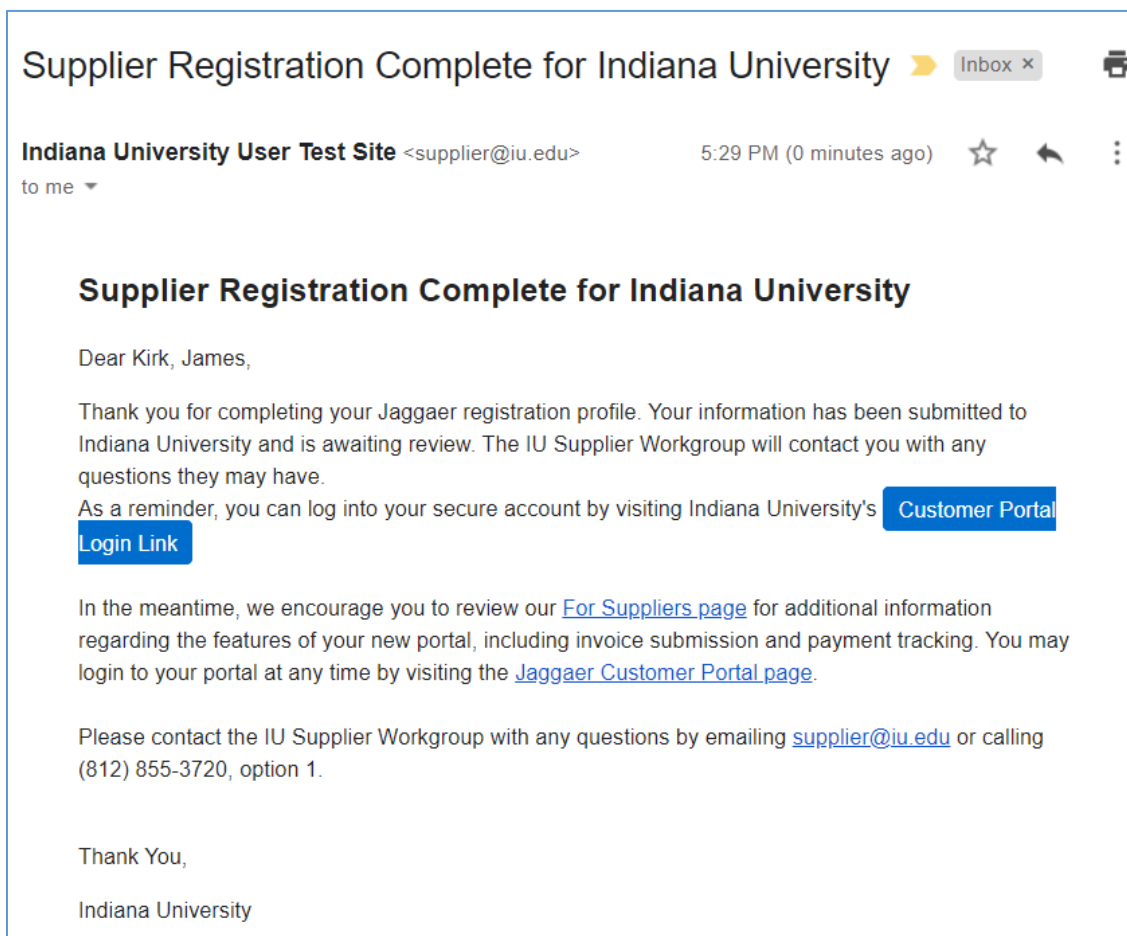 Supplier Registration Complete for Indiana University Inbox ×
Indiana University User Test Site <supplier@iu.edu> 5:29 PM (0 minutes ago)
to me
Supplier Registration Complete for Indiana University
Dear Kirk, James,
Thank you for completing your Jaggaer registration profile. Your information has been submitted to
Indiana University and is awaiting review. The IU Supplier Workgroup will contact you with any
questions they may have.
As a reminder, you can log into your secure account by visiting Indiana University's Customer Portal
Login Link
In the meantime, we encourage you to review our For Suppliers page for additional information
regarding the features of your new portal, including invoice submission and payment tracking. You may
login to your portal at any time by visiting the Jaggaer Customer Portal page.
Please contact the IU Supplier Workgroup with any questions by emailing supplier@iu.edu or calling
(812) 855-3720, option 1.
Thank You,
Indiana University